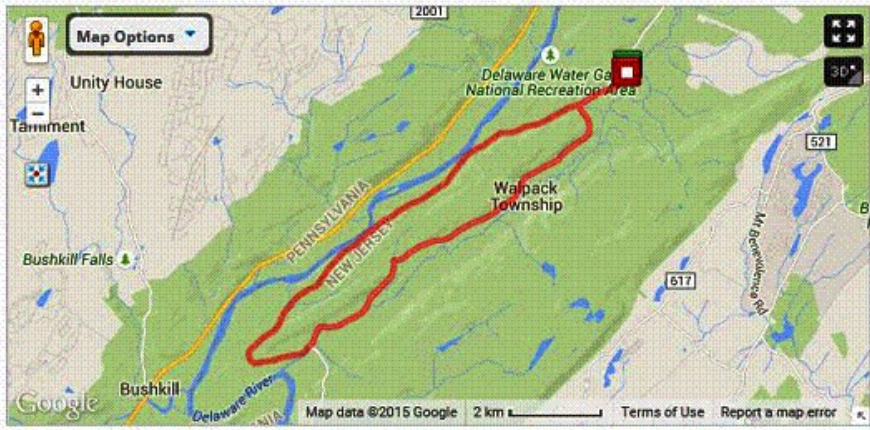 2001
Map Options
Unity House
+
−
Tamiment
Delaware Water Ga
National Recreation Area
3D
521
Walpack
Township
PENNSYLVANIA
NEW JERSEY
Bushkill Falls
B
Mt Benevolence Rd
617
Bushkill
Delaware River
ANIA
Google
Map data ©2015 Google
2 km
Terms of Use
Report a map error